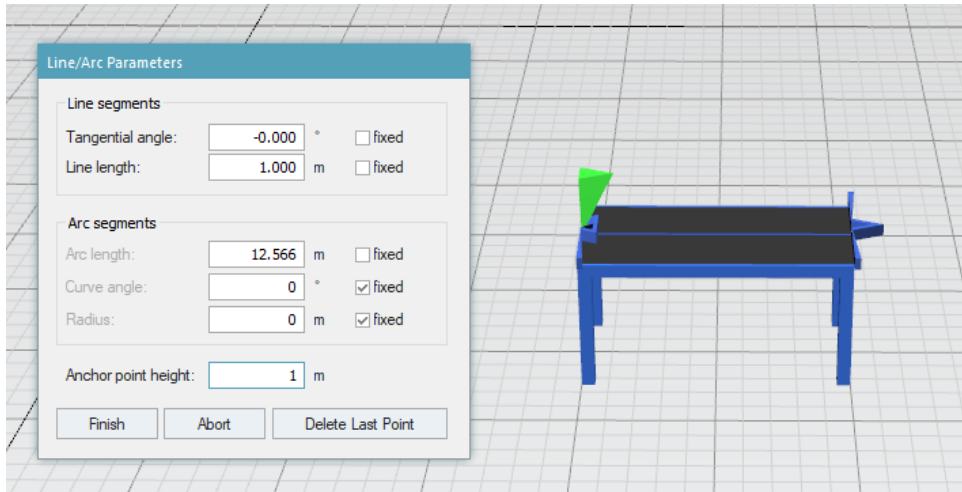 Line/Arc Parameters
Line segments
Tangential angle: -0.000 ° fixed
Line length: 1.000 m fixed
Arc segments
Arc length: 12.566 m fixed
Curve angle: 0 ° fixed
Radius: 0 m fixed
Anchor point height: 1 m
Finish Abort Delete Last Point